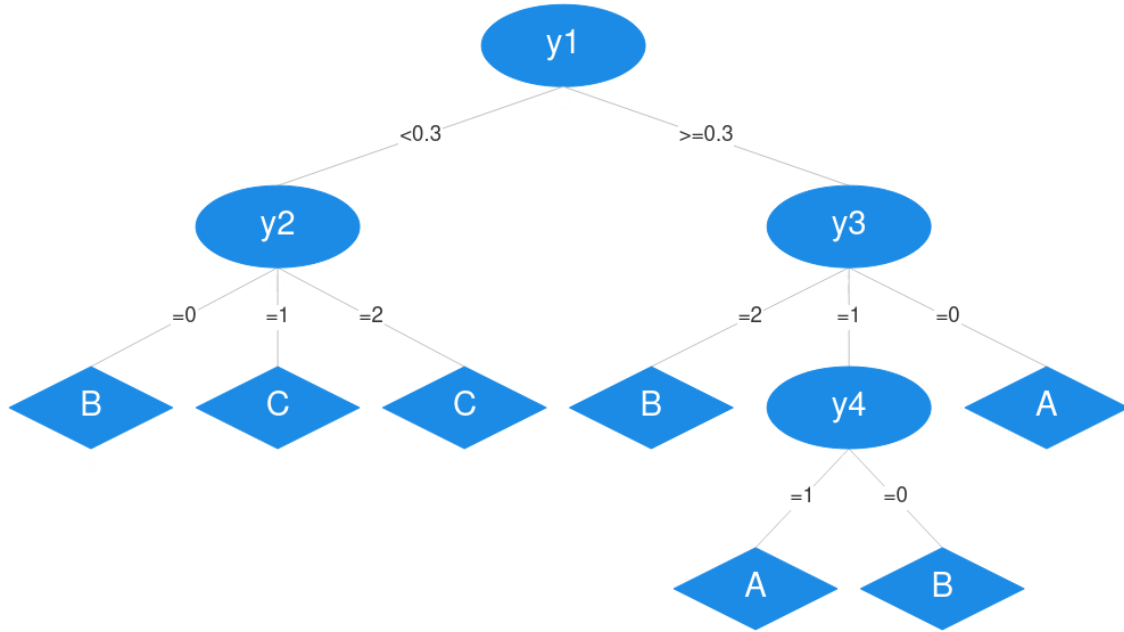 y1
<0.3
>=0.3
y2
y3
=0
=1
=2
=2
=1
=0
B
C
C
B
y4
A
=1
=0
A
B